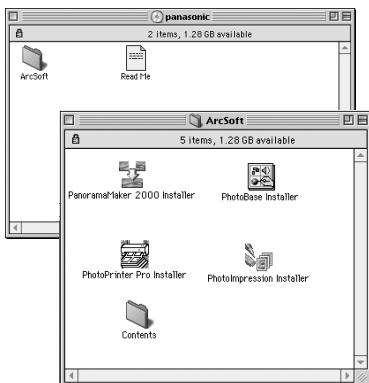 panasonic
2 items, 1.28 GB available
ArcSoft
Read Me
ArcSoft
5 items, 1.28 GB available
PanoramaMaker 2000 Installer
PhotoBase Installer
PhotoPrinter Pro Installer
PhotoImpression Installer
Contents